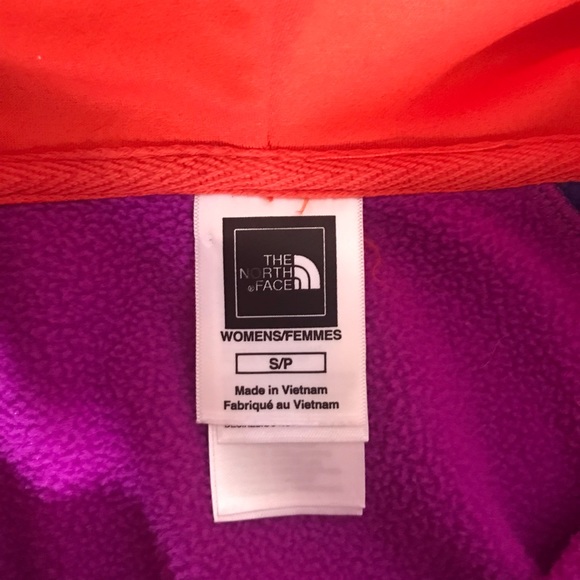 THE
NORTH
®FACE
WOMENS/FEMMES
S/P
Made in Vietnam
Fabriqué au Vietnam